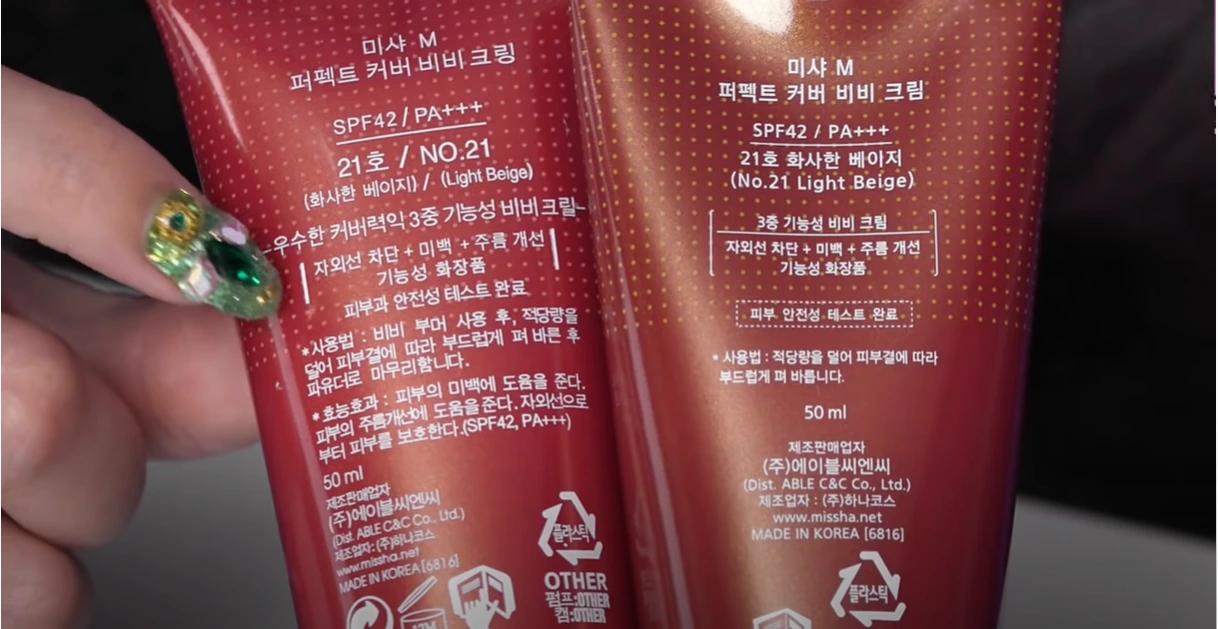 미샤 M
퍼펙트 커버 비비 크링
SPF42 / PA+++
21호 / NO.21
(화사한 베이지) / (Light Beige)
-우수한 커버력악 3중 기능성 비비 크릴-
자외선 차단 + 미백 + 주름 개선
기능성 화장품
피부과 안전성 테스트 완료
*사용법 : 비비 부머 사용 후, 적당량을
덜어 피부결에 따라 부드럽게 펴 바른 후
파유더로 마무리합니다.
*효능효과 : 피부의 미백에 도움을 준다.
피부의 주름개선에 도움을 준다. 자외선으로
부터 피부를 보호한다.(SPF42, PA+++)
50 ml
제조판매업자
(주)에이블씨엔씨
(Dist. ABLE C&C Co., Ltd.)
제조업자: (주)하나코스
www.missha.net
MADE IN KOREA [6816]
12M
플라스틱
OTHER
펌프:OTHER
캡:OTHER
미샤 M
퍼펙트 커버 비비 크림
SPF42 / PA+++
21호 화사한 베이지
(No.21 Light Beige)
3중 기능성 비비 크림
자외선 차단 + 미백 + 주름 개선
기능성 화장품
피부 안전성 테스트 완료
• 사용법 : 적당량을 덜어 피부결에 따라
부드럽게 펴 바릅니다.
50 ml
제조판매업자
(주)에이블씨엔씨
(Dist. ABLE C&C Co., Ltd.)
제조업자 : (주)하나코스
www.missha.net
MADE IN KOREA [6816]
플라스틱